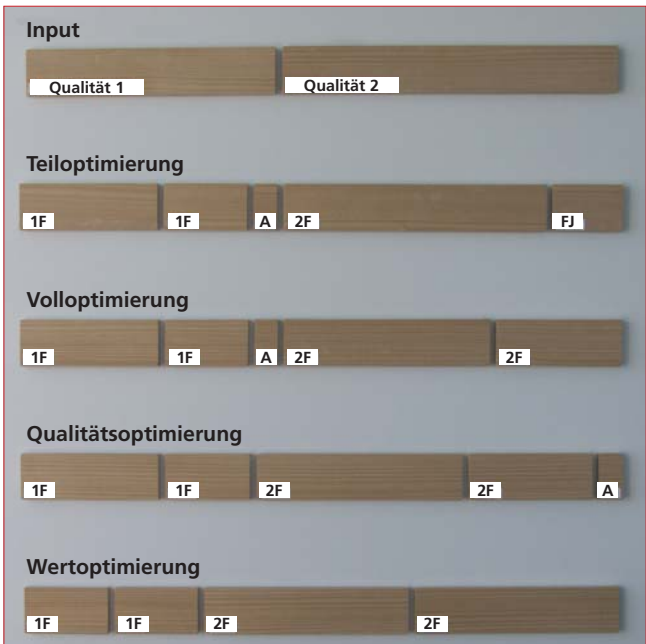 Input
Qualität 1 Qualität 2
Teiloptimierung
1F 1F A 2F FJ
Volloptimierung
1F 1F A 2F 2F
Qualitätsoptimierung
1F 1F 2F 2F A
Wertoptimierung
1F 1F 2F 2F